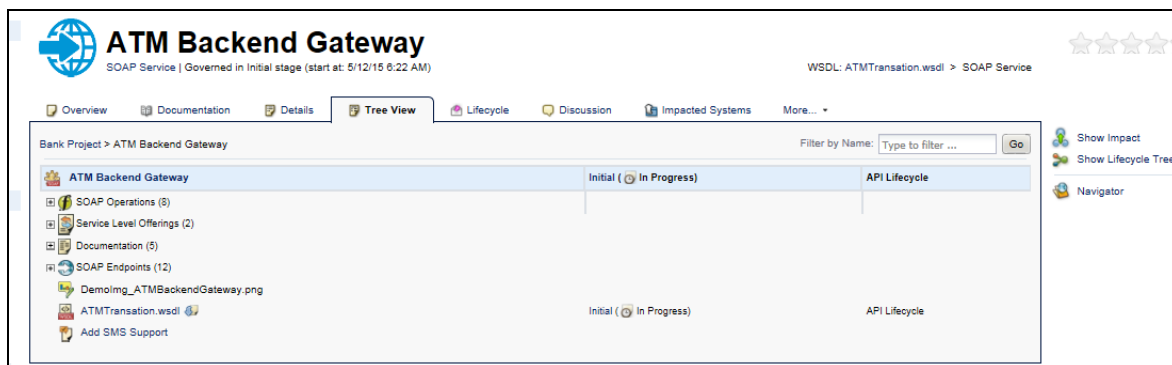 ATM Backend Gateway
SOAP Service | Governed in Initial stage (start at: 5/12/15 6:22 AM)
WSDL: ATMTransation.wsdl > SOAP Service
Overview Documentation Details Tree View Lifecycle Discussion Impacted Systems More...
Bank Project > ATM Backend Gateway Filter by Name: Type to filter ... Go
ATM Backend Gateway Initial ( In Progress) API Lifecycle
SOAP Operations (8)
Service Level Offerings (2)
Documentation (5)
SOAP Endpoints (12)
DemoImg_ATMBackendGateway.png
ATMTransation.wsdl Initial ( In Progress) API Lifecycle
Add SMS Support
Show Impact
Show Lifecycle Tree
Navigator